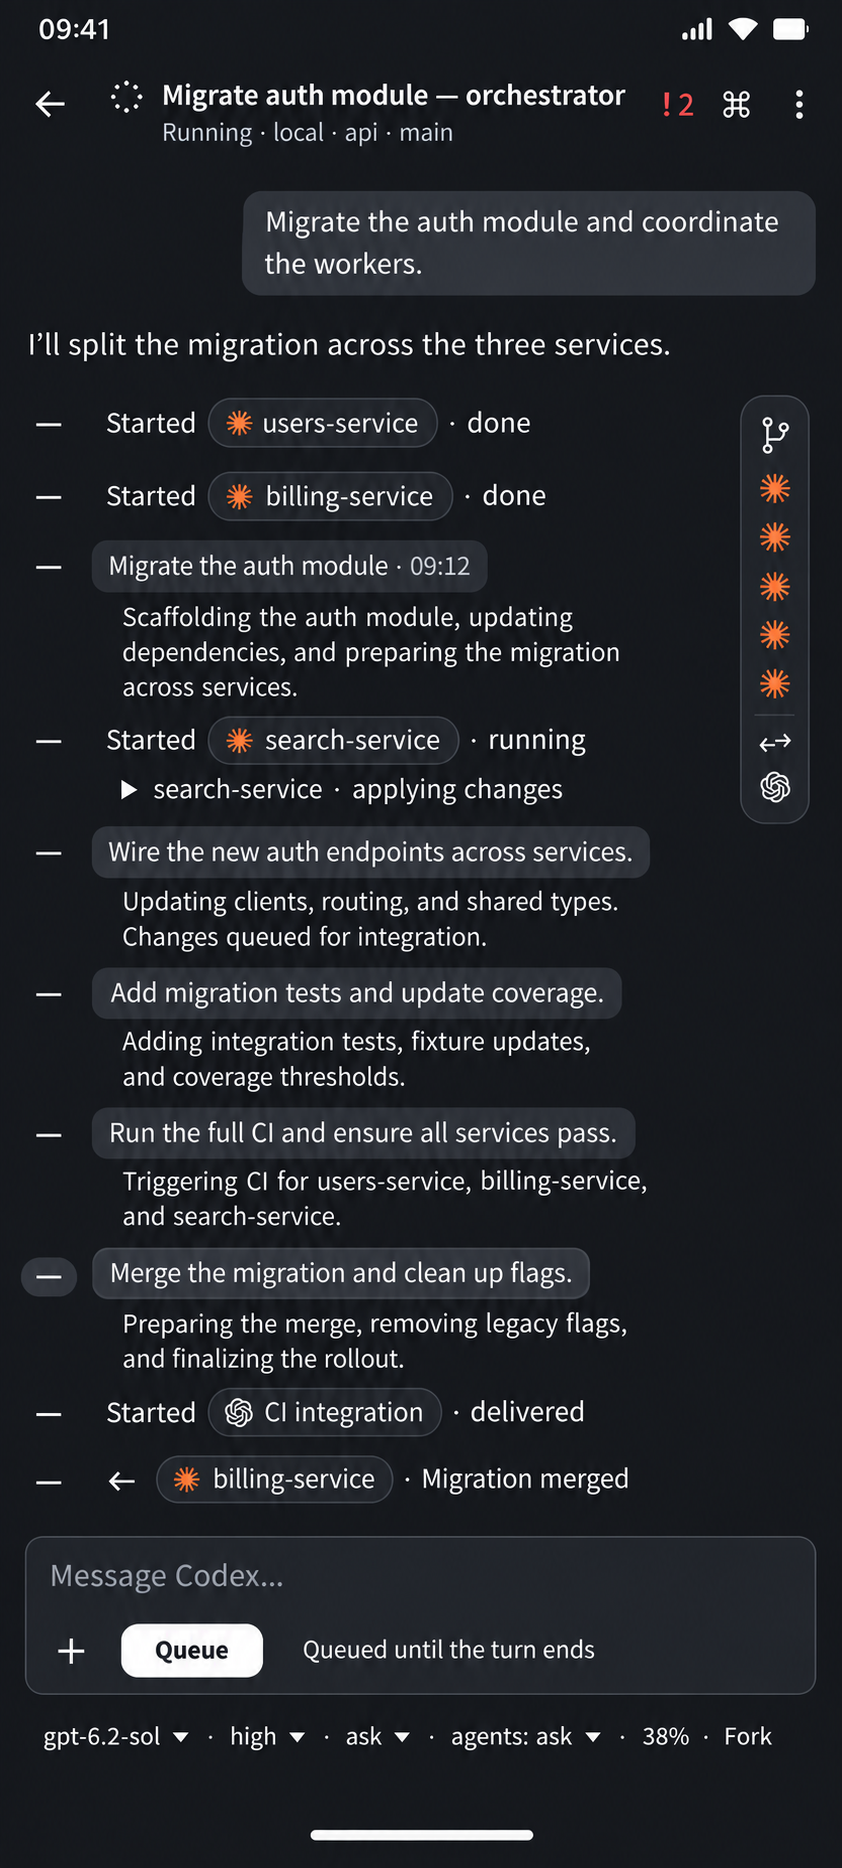 09:41
Migrate auth module — orchestrator
Running · local · api · main
!2
Migrate the auth module and coordinate
the workers.
I’ll split the migration across the three services.
Started users-service · done
Started billing-service · done
Migrate the auth module · 09:12
Scaffolding the auth module, updating
dependencies, and preparing the migration
across services.
Started search-service · running
search-service · applying changes
Wire the new auth endpoints across services.
Updating clients, routing, and shared types.
Changes queued for integration.
Add migration tests and update coverage.
Adding integration tests, fixture updates,
and coverage thresholds.
Run the full CI and ensure all services pass.
Triggering CI for users-service, billing-service,
and search-service.
Merge the migration and clean up flags.
Preparing the merge, removing legacy flags,
and finalizing the rollout.
Started CI integration · delivered
← billing-service · Migration merged
Message Codex...
+ Queue Queued until the turn ends
gpt-6.2-sol · high · ask · agents: ask · 38% · Fork